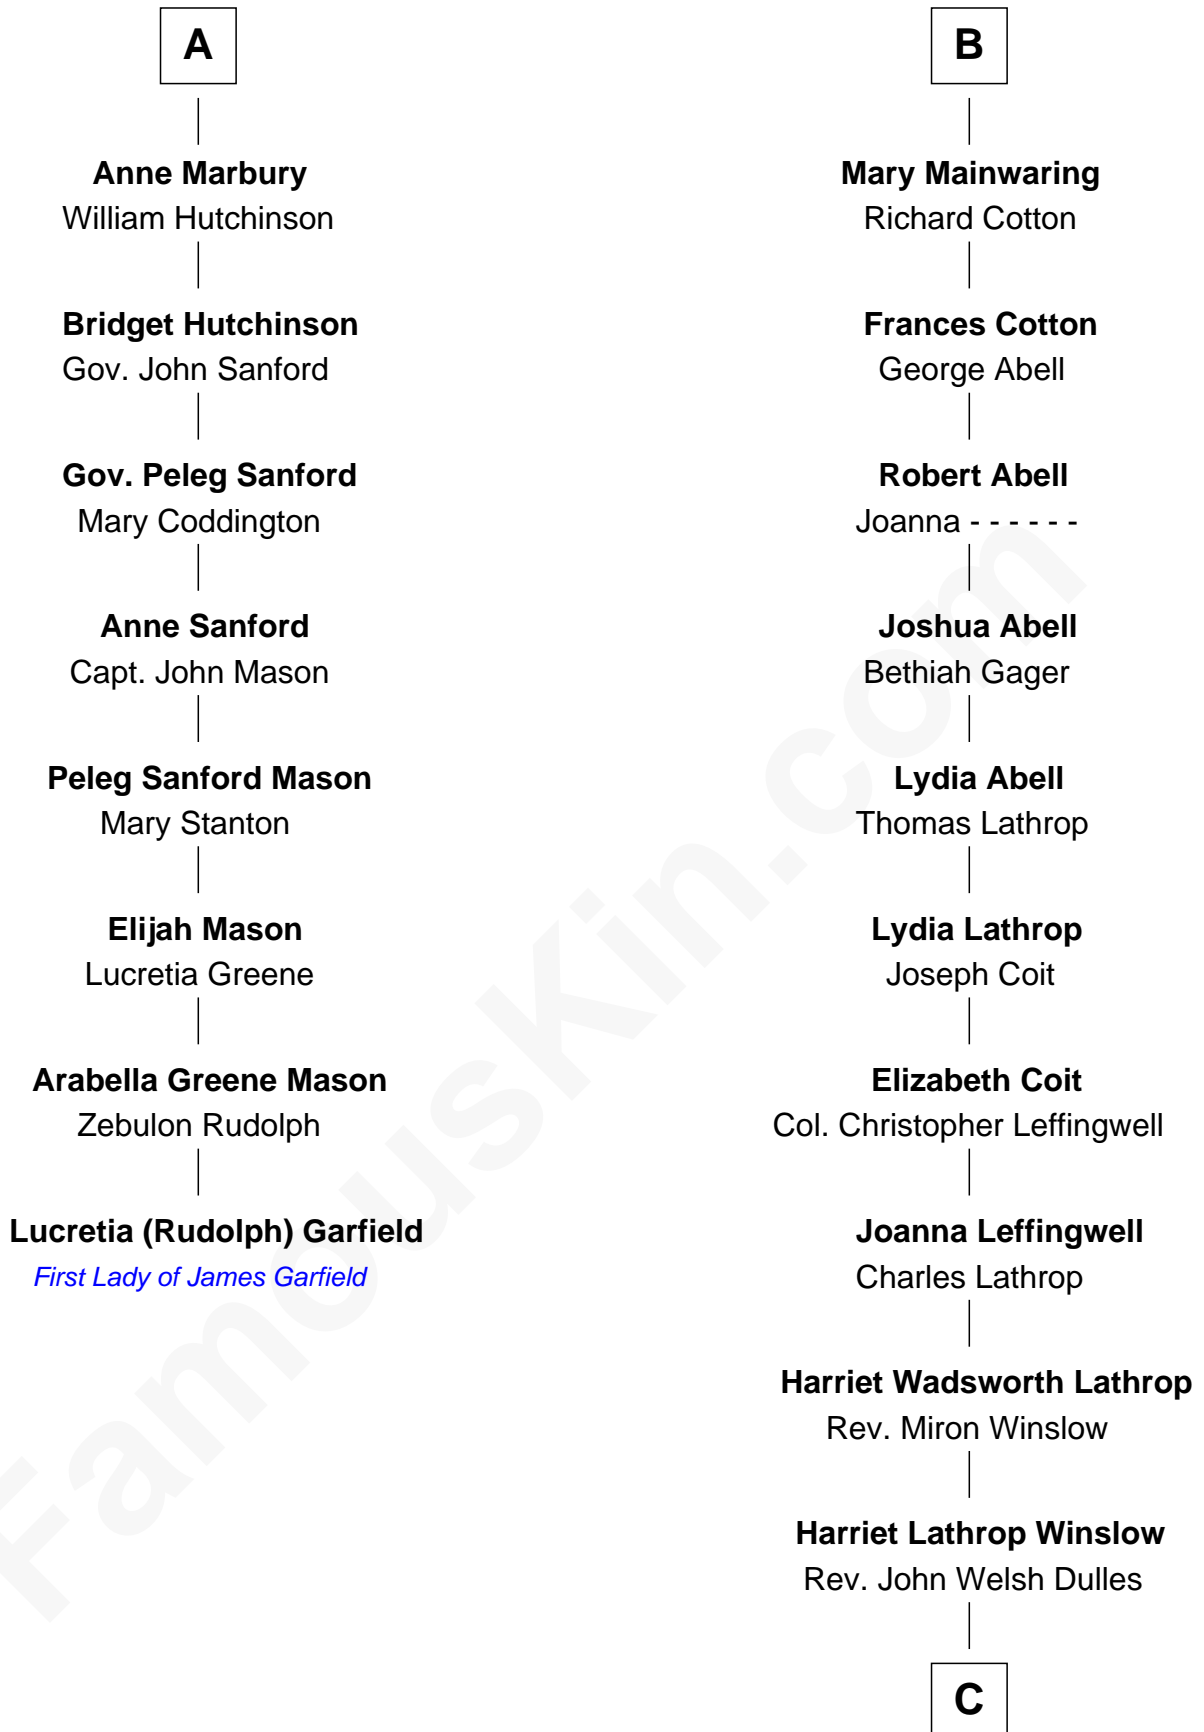 A
Anne Marbury
William Hutchinson
Bridget Hutchinson
Gov. John Sanford
Gov. Peleg Sanford
Mary Coddington
Anne Sanford
Capt. John Mason
Peleg Sanford Mason
Mary Stanton
Elijah Mason
Lucretia Greene
Arabella Greene Mason
Zebulon Rudolph
Lucretia (Rudolph) Garfield
First Lady of James Garfield
B
Mary Mainwaring
Richard Cotton
Frances Cotton
George Abell
Robert Abell
Joanna - - - - - -
Joshua Abell
Bethiah Gager
Lydia Abell
Thomas Lathrop
Lydia Lathrop
Joseph Coit
Elizabeth Coit
Col. Christopher Leffingwell
Joanna Leffingwell
Charles Lathrop
Harriet Wadsworth Lathrop
Rev. Miron Winslow
Harriet Lathrop Winslow
Rev. John Welsh Dulles
C
FamousKin.com